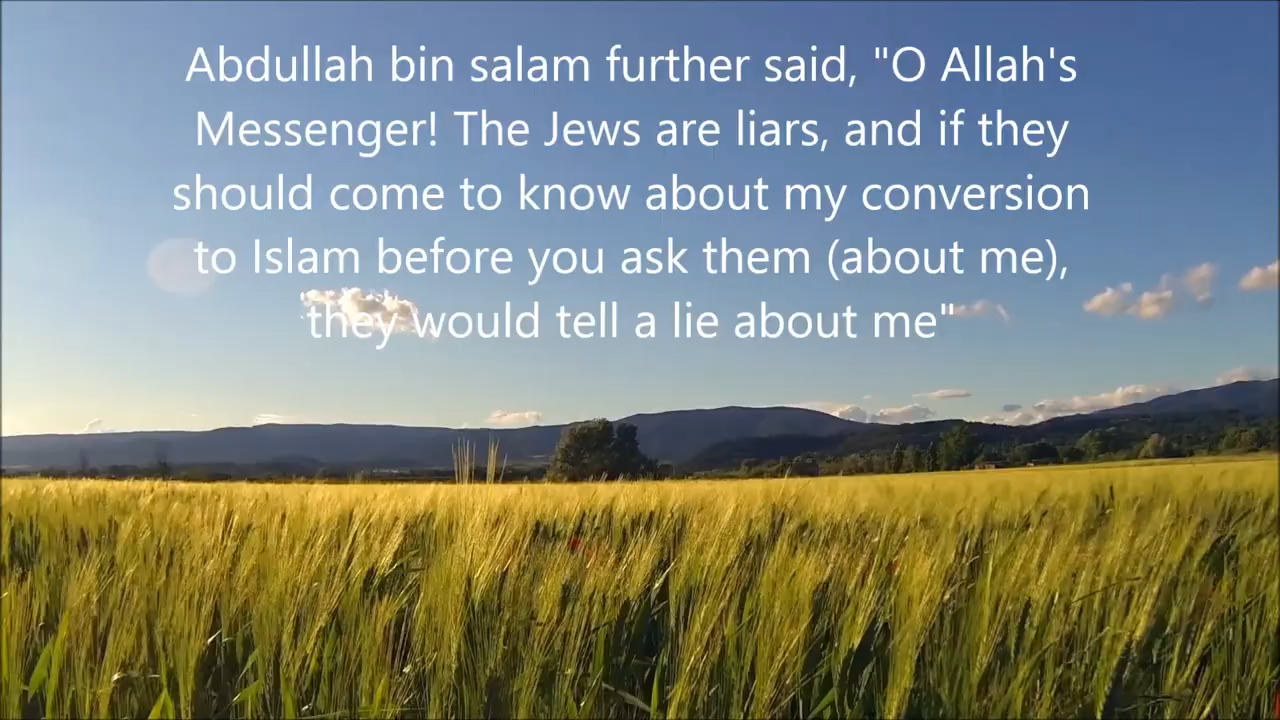 Abdullah bin salam further said, "O Allah's
Messenger! The Jews are liars, and if they
should come to know about my conversion
to Islam before you ask them (about me),
they would tell a lie about me"